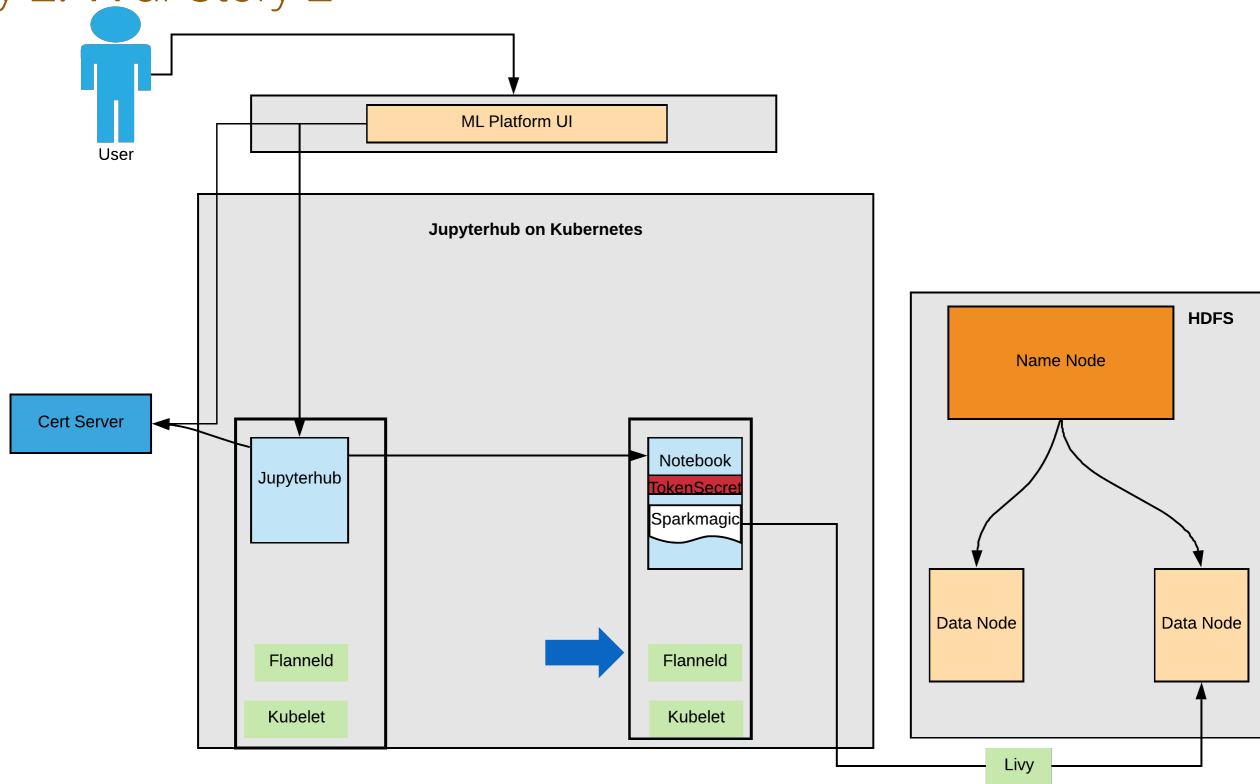 User
ML Platform UI
Jupyterhub on Kubernetes
HDFS
Name Node
Cert Server
Jupyterhub
Notebook
TokenSecret
Sparkmagic
Data Node
Data Node
Flanneld
Flanneld
Kubelet
Kubelet
Livy